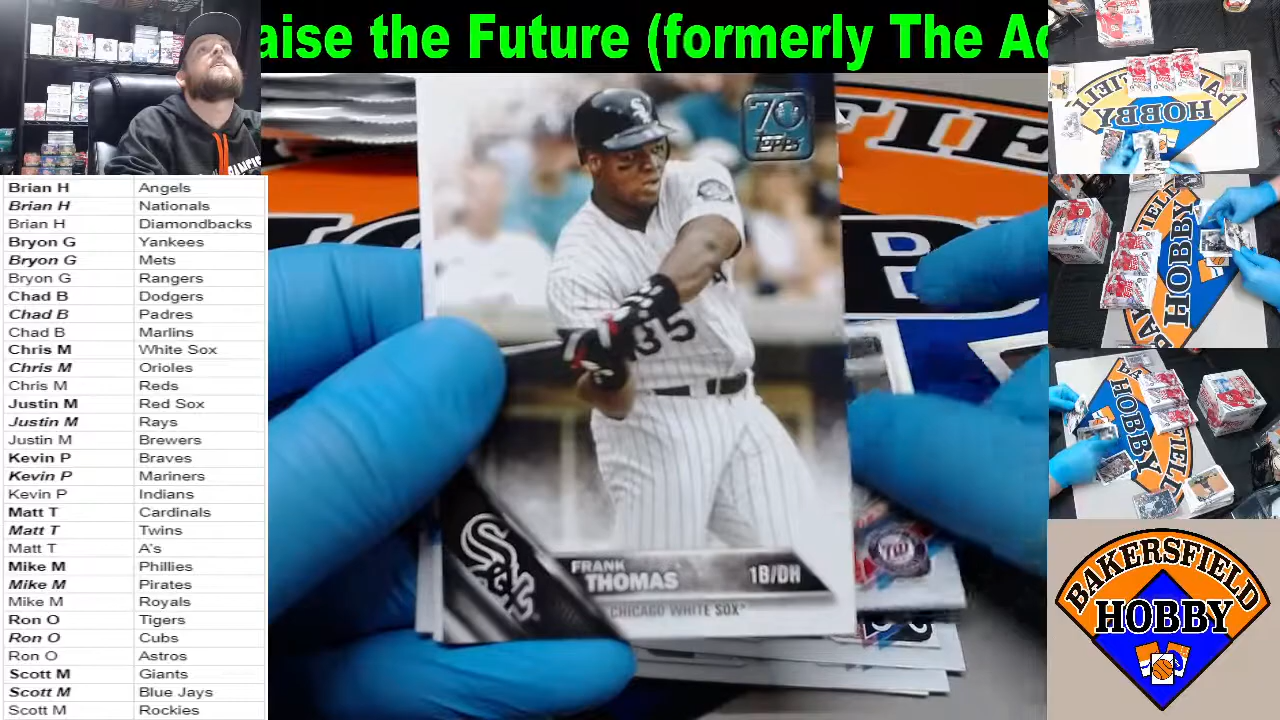 aise the Future (formerly The Ac
Brian H Angels
Brian H Nationals
Brian H Diamondbacks
Bryon G Yankees
Bryon G Mets
Bryon G Rangers
Chad B Dodgers
Chad B Padres
Chad B Marlins
Chris M White Sox
Chris M Orioles
Chris M Reds
Justin M Red Sox
Justin M Rays
Justin M Brewers
Kevin P Braves
Kevin P Mariners
Kevin P Indians
Matt T Cardinals
Matt T Twins
Matt T A's
Mike M Phillies
Mike M Pirates
Mike M Royals
Ron O Tigers
Ron O Cubs
Ron O Astros
Scott M Giants
Scott M Blue Jays
Scott M Rockies
70
TOPPS
35
FRANK
THOMAS
1B/DH
CHICAGO WHITE SOX
HOBBY
HOBBY
HOBBY
BAKERSFIELD
HOBBY